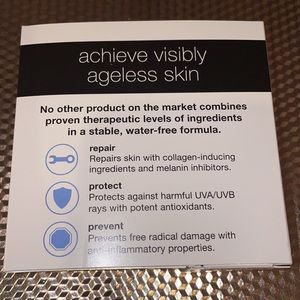 achieve visibly
ageless skin
No other product on the market combines
proven therapeutic levels of ingredients
in a stable, water-free formula.
repair
Repairs skin with collagen-inducing
ingredients and melanin inhibitors.
protect
Protects against harmful UVA/UVB
rays with potent antioxidants.
prevent
Prevents free radical damage with
anti-inflammatory properties.